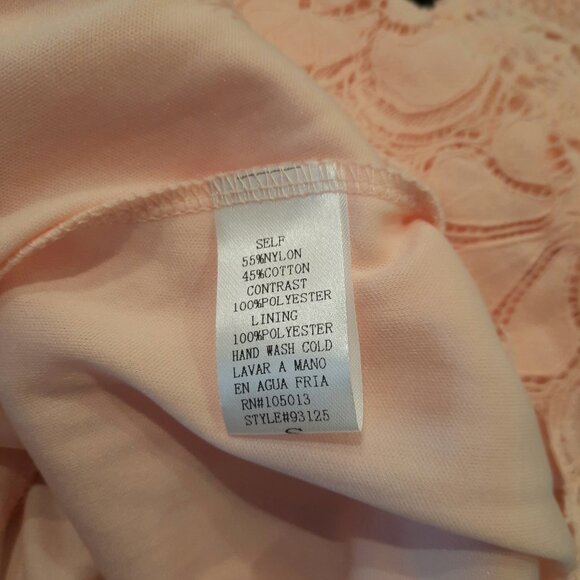 SELF
55%NYLON
45%COTTON
CONTRAST
100%POLYESTER
LINING
100%POLYESTER
HAND WASH COLD
LAVAR A MANO
EN AGUA FRIA
RN#105013
STYLE#93125